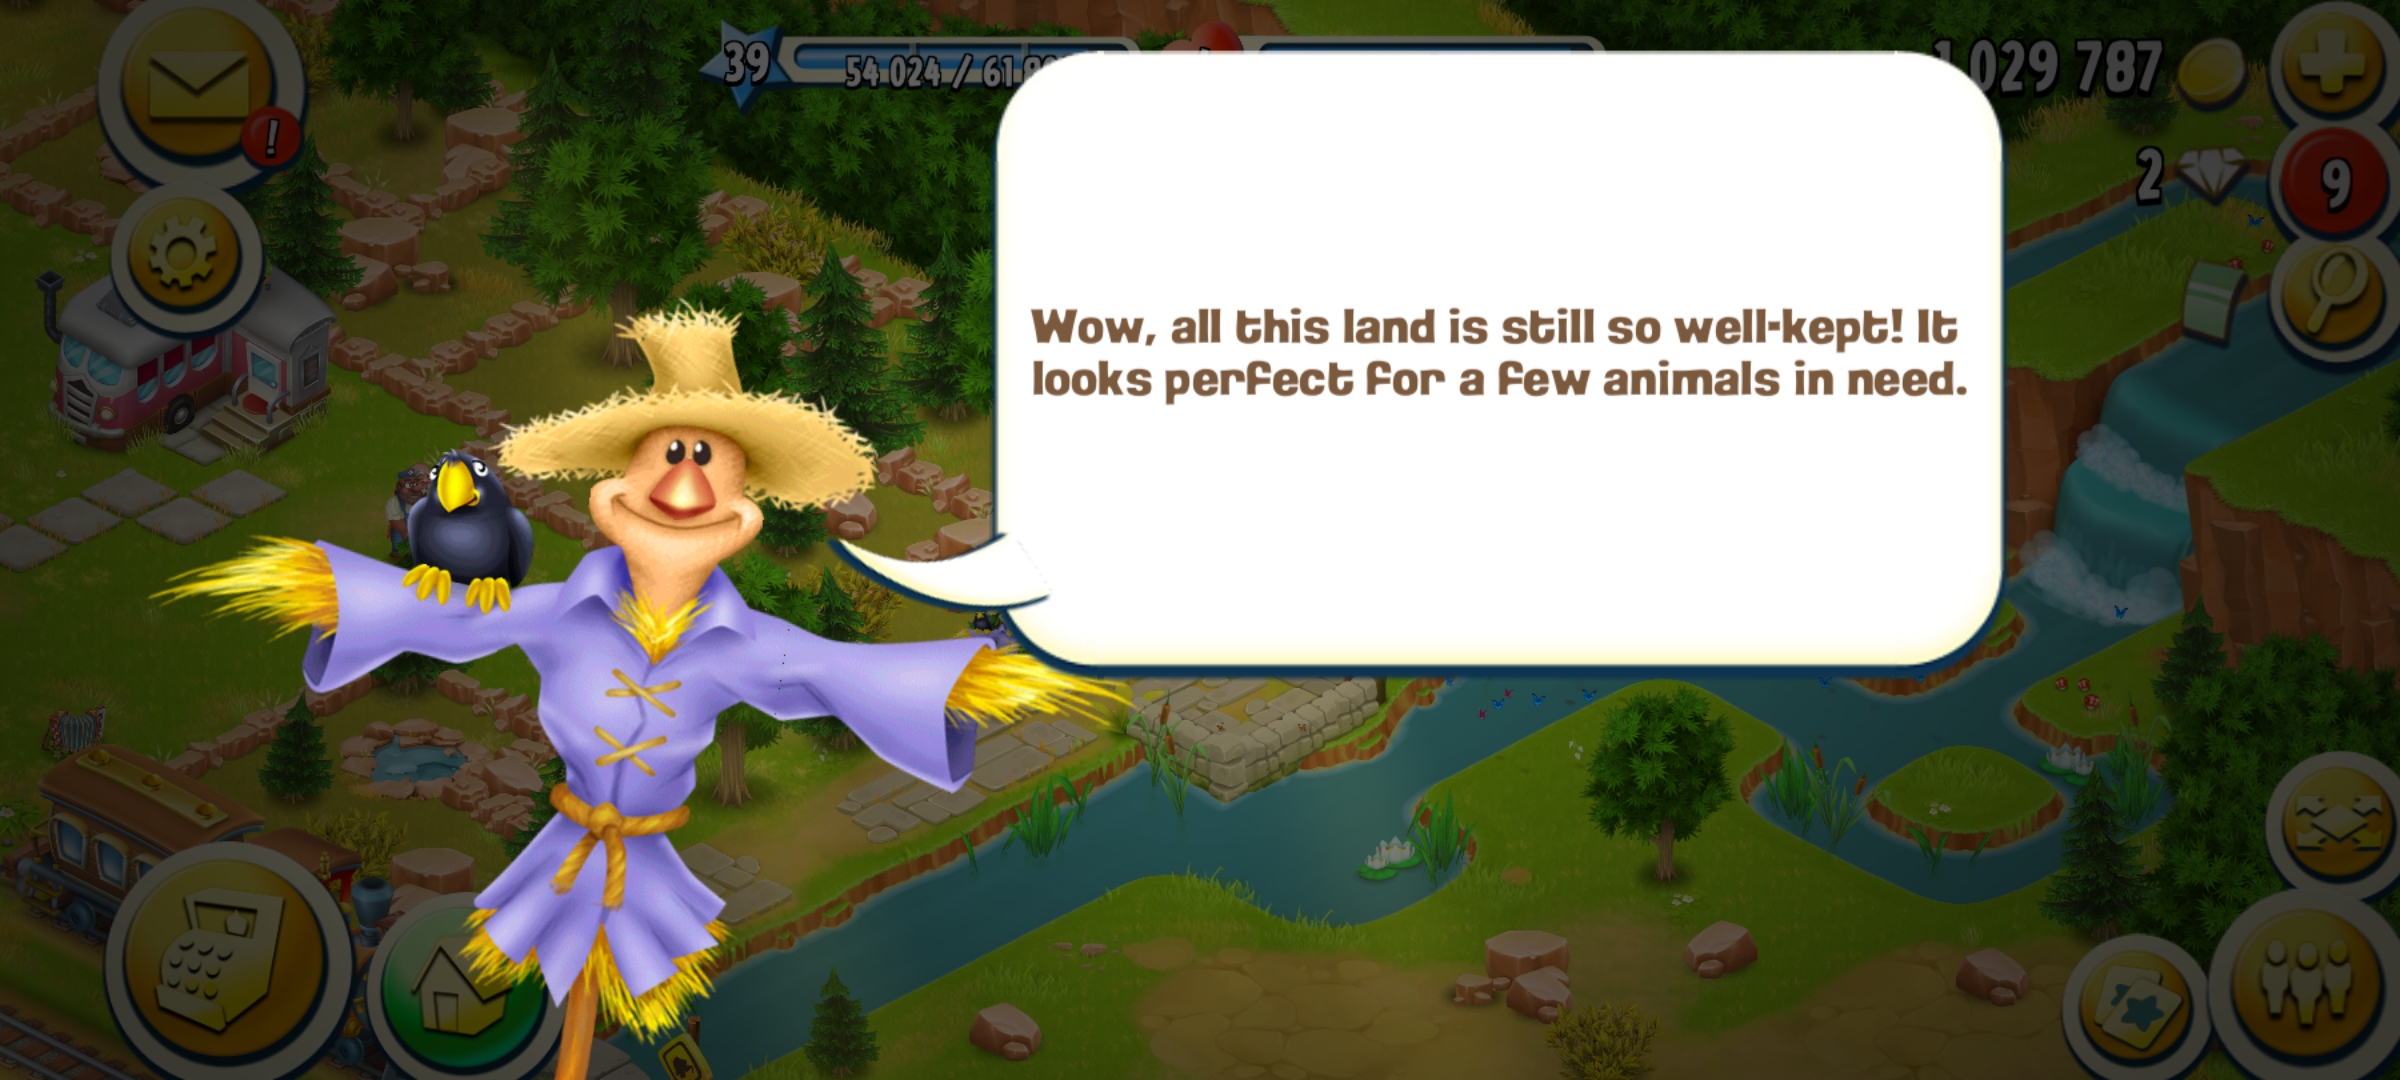 39
54 024 / 61
029 787
2
9
!
Wow, all this land is still so well-kept! It
looks perfect for a few animals in need.